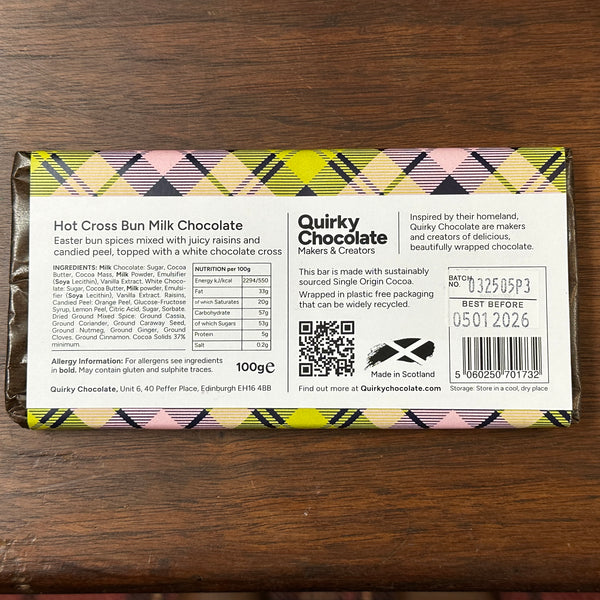 Hot Cross Bun Milk Chocolate
Easter bun spices mixed with juicy raisins and
candied peel, topped with a white chocolate cross
INGREDIENTS: Milk Chocolate: Sugar, Cocoa
Butter, Cocoa Mass, Milk Powder, Emulsifier
(Soya Lecithin), Vanilla Extract, White Choco-
late: Sugar, Cocoa Butter, Milk powder, Emulsi-
fier (Soya Lecithin), Vanilla Extract. Raisins,
Candied Peel: Orange Peel, Glucose-Fructose
Syrup, Lemon Peel, Citric Acid, Sugar, Sorbate.
Dried Ground Mixed Spice: Ground Cassia,
Ground Coriander, Ground Caraway Seed,
Ground Nutmeg, Ground Ginger, Ground
Cloves. Ground Cinnamon. Cocoa Solids 37%
minimum.
NUTRITION per 100g
Energy kJ/kcal 2294/550
Fat 33g
of which Saturates 20g
Carbohydrate 57g
of which Sugars 53g
Protein 5g
Salt 0.2g
Allergy Information: For allergens see ingredients
in bold. May contain gluten and sulphite traces.
100g℮
Quirky Chocolate, Unit 6, 40 Peffer Place, Edinburgh EH16 4BB
Quirky
Chocolate
Makers & Creators
Inspired by their homeland,
Quirky Chocolate are makers
and creators of delicious,
beautifully wrapped chocolate.
This bar is made with sustainably
sourced Single Origin Cocoa.
Wrapped in plastic free packaging
that can be widely recycled.
Made in Scotland
Find out more at Quirkychocolate.com
BATCH
NO. 032505P3
BEST BEFORE
05012026
5 060250 701732
Storage: Store in a cool, dry place